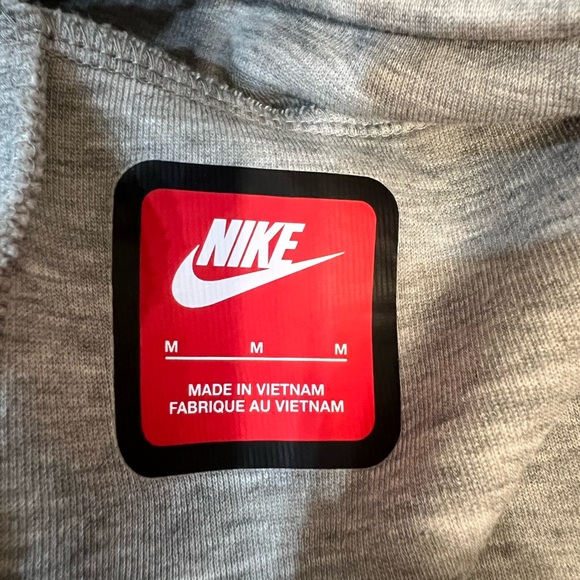 NIKE
M M M
MADE IN VIETNAM
FABRIQUE AU VIETNAM